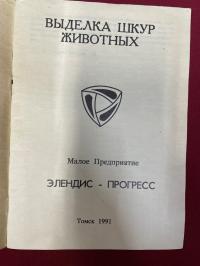 ВЫДЕЛКА ШКУР
ЖИВОТНЫХ
Малое Предприятие
ЭЛЕНДИС - ПРОГРЕСС
Томск 1991